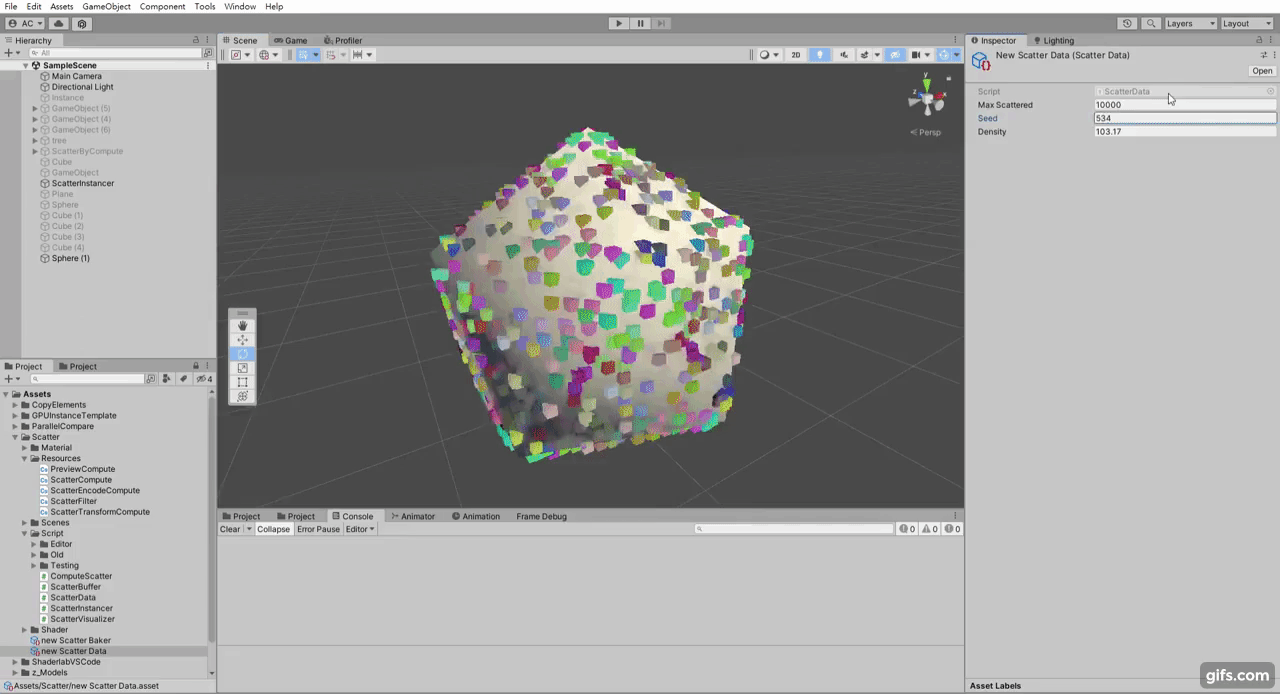 File Edit Assets GameObject Component Tools Window Help
AC Layers Layout
Hierarchy Scene Game Profiler Inspector Lighting
All 2D New Scatter Data (Scatter Data)
Open
SampleScene
Main Camera
Directional Light
Instance
GameObject (5)
GameObject (4)
GameObject (6)
tree
ScatterByCompute
Cube
GameObject
ScatterInstancer
Plane
Sphere
Cube (1)
Cube (2)
Cube (3)
Cube (4)
Sphere (1)
y
z x
Persp
Script ScatterData
Max Scattered 10000
Seed 534
Density 103.17
Project Project
4
Assets
CopyElements
GPUInstanceTemplate
ParallelCompare
Scatter
Material
Resources
PreviewCompute
ScatterCompute
ScatterEncodeCompute
ScatterFilter
ScatterTransformCompute
Scenes
Script
Editor
Old
Testing
ComputeScatter
ScatterBuffer
ScatterData
ScatterInstancer
ScatterVisualizer
Shader
new Scatter Baker
new Scatter Data
ShaderlabVSCode
z_Models
Assets/Scatter/new Scatter Data.asset
Project Project Console Animator Animation Frame Debug
Clear Collapse Error Pause Editor 0 0 0
Asset Labels
gifs.com